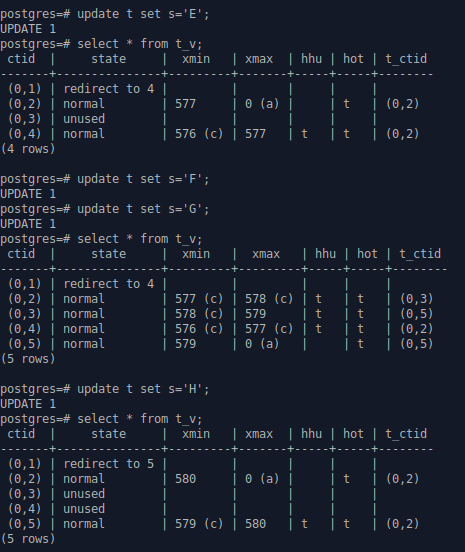 postgres=# update t set s='E';
UPDATE 1
postgres=# select * from t_v;
 ctid  |     state     |  xmin   | xmax  | hhu | hot | t_ctid
-------+---------------+---------+-------+-----+-----+--------
 (0,1) | redirect to 4 |         |       |     |     |
 (0,2) | normal        | 577     | 0 (a) |     | t   | (0,2)
 (0,3) | unused        |         |       |     |     |
 (0,4) | normal        | 576 (c) | 577   | t   | t   | (0,2)
(4 rows)

postgres=# update t set s='F';
UPDATE 1
postgres=# update t set s='G';
UPDATE 1
postgres=# select * from t_v;
 ctid  |     state     |  xmin   |  xmax   | hhu | hot | t_ctid
-------+---------------+---------+---------+-----+-----+--------
 (0,1) | redirect to 4 |         |         |     |     |
 (0,2) | normal        | 577 (c) | 578 (c) | t   | t   | (0,3)
 (0,3) | normal        | 578 (c) | 579     | t   | t   | (0,5)
 (0,4) | normal        | 576 (c) | 577 (c) | t   | t   | (0,2)
 (0,5) | normal        | 579     | 0 (a)   |     | t   | (0,5)
(5 rows)

postgres=# update t set s='H';
UPDATE 1
postgres=# select * from t_v;
 ctid  |     state     |  xmin   | xmax  | hhu | hot | t_ctid
-------+---------------+---------+-------+-----+-----+--------
 (0,1) | redirect to 5 |         |       |     |     |
 (0,2) | normal        | 580     | 0 (a) |     | t   | (0,2)
 (0,3) | unused        |         |       |     |     |
 (0,4) | unused        |         |       |     |     |
 (0,5) | normal        | 579 (c) | 580   | t   | t   | (0,2)
(5 rows)